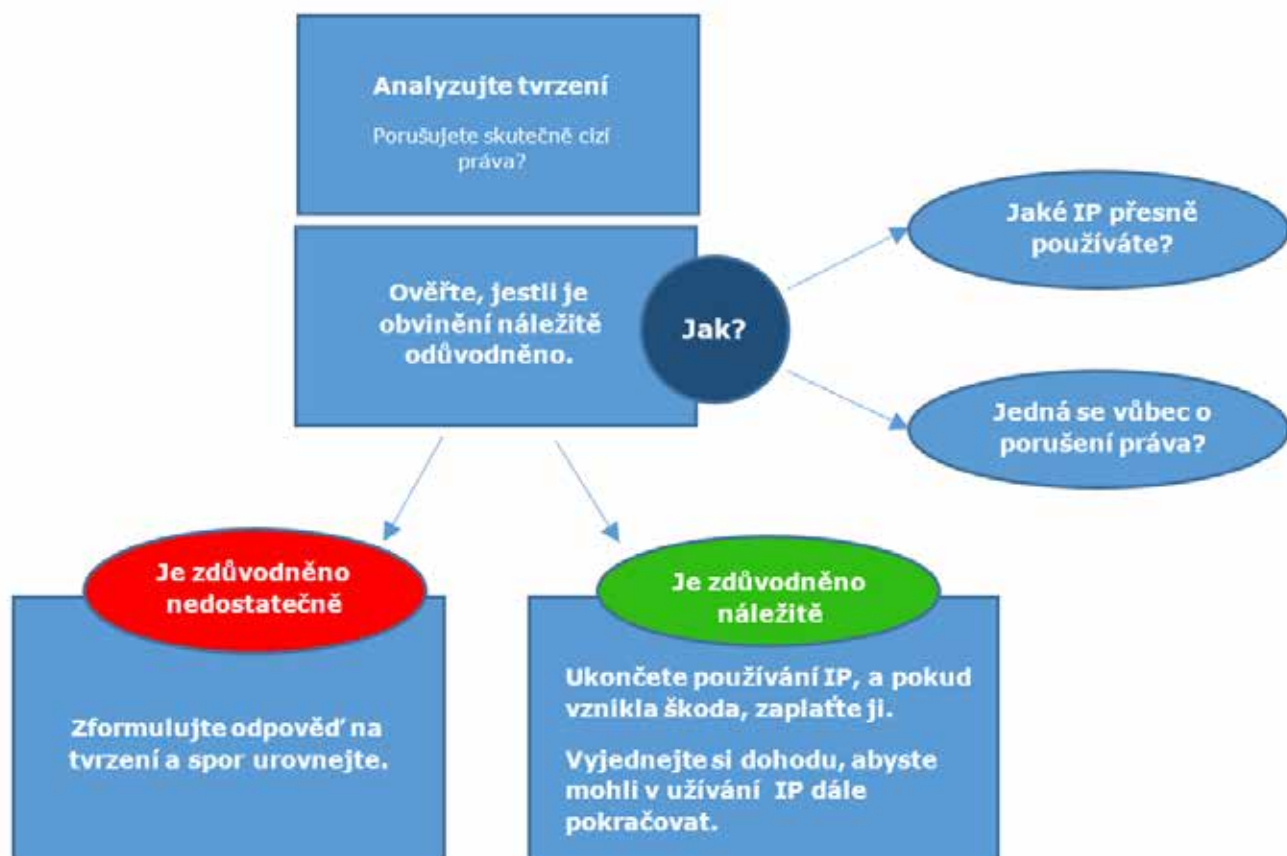 Analyzujte tvrzení
Porušujete skutečně cizí
práva?
Ověřte, jestli je
obvinění náležitě
odůvodněno.
Jak?
Jaké IP přesně
používáte?
Jedná se vůbec o
porušení práva?
Je zdůvodněno
nedostatečně
Zformulujte odpověď na
tvrzení a spor urovnejte.
Je zdůvodněno
náležitě
Ukončete používání IP, a pokud
vznikla škoda, zaplaťte ji.
Vyjednejte si dohodu, abyste
mohli v užívání IP dále
pokračovat.